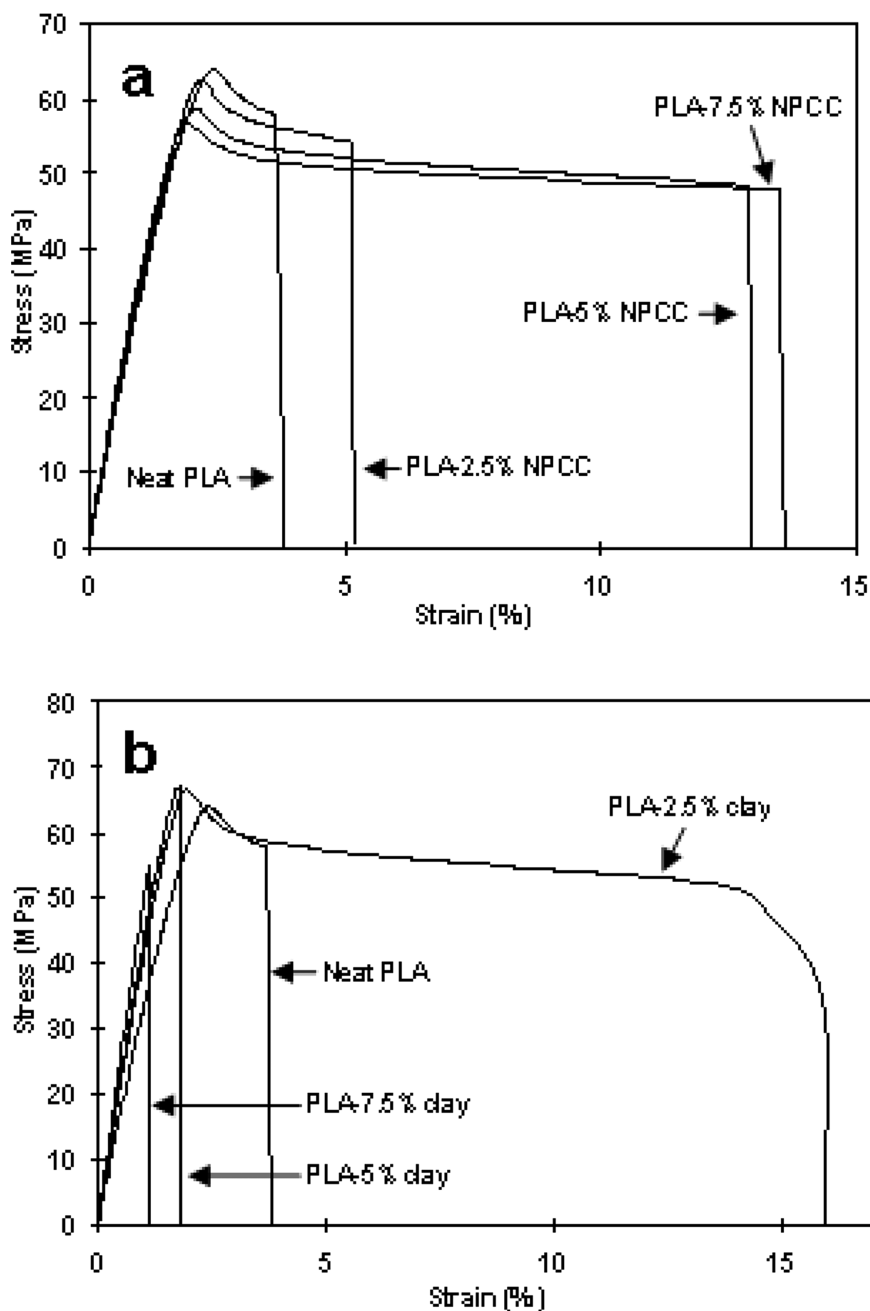 70
a
60
PLA-7.5% NPCC
50
40
Stress (MPa)
30
PLA-5% NPCC
20
10
Neat PLA
PLA-2.5% NPCC
0
0 5 10 15
Strain (%)
80
b
70
PLA-2.5% clay
60
50
40
Stress (MPa)
Neat PLA
30
20
PLA-7.5% clay
10
PLA-5% clay
0
0 5 10 15
Strain (%)